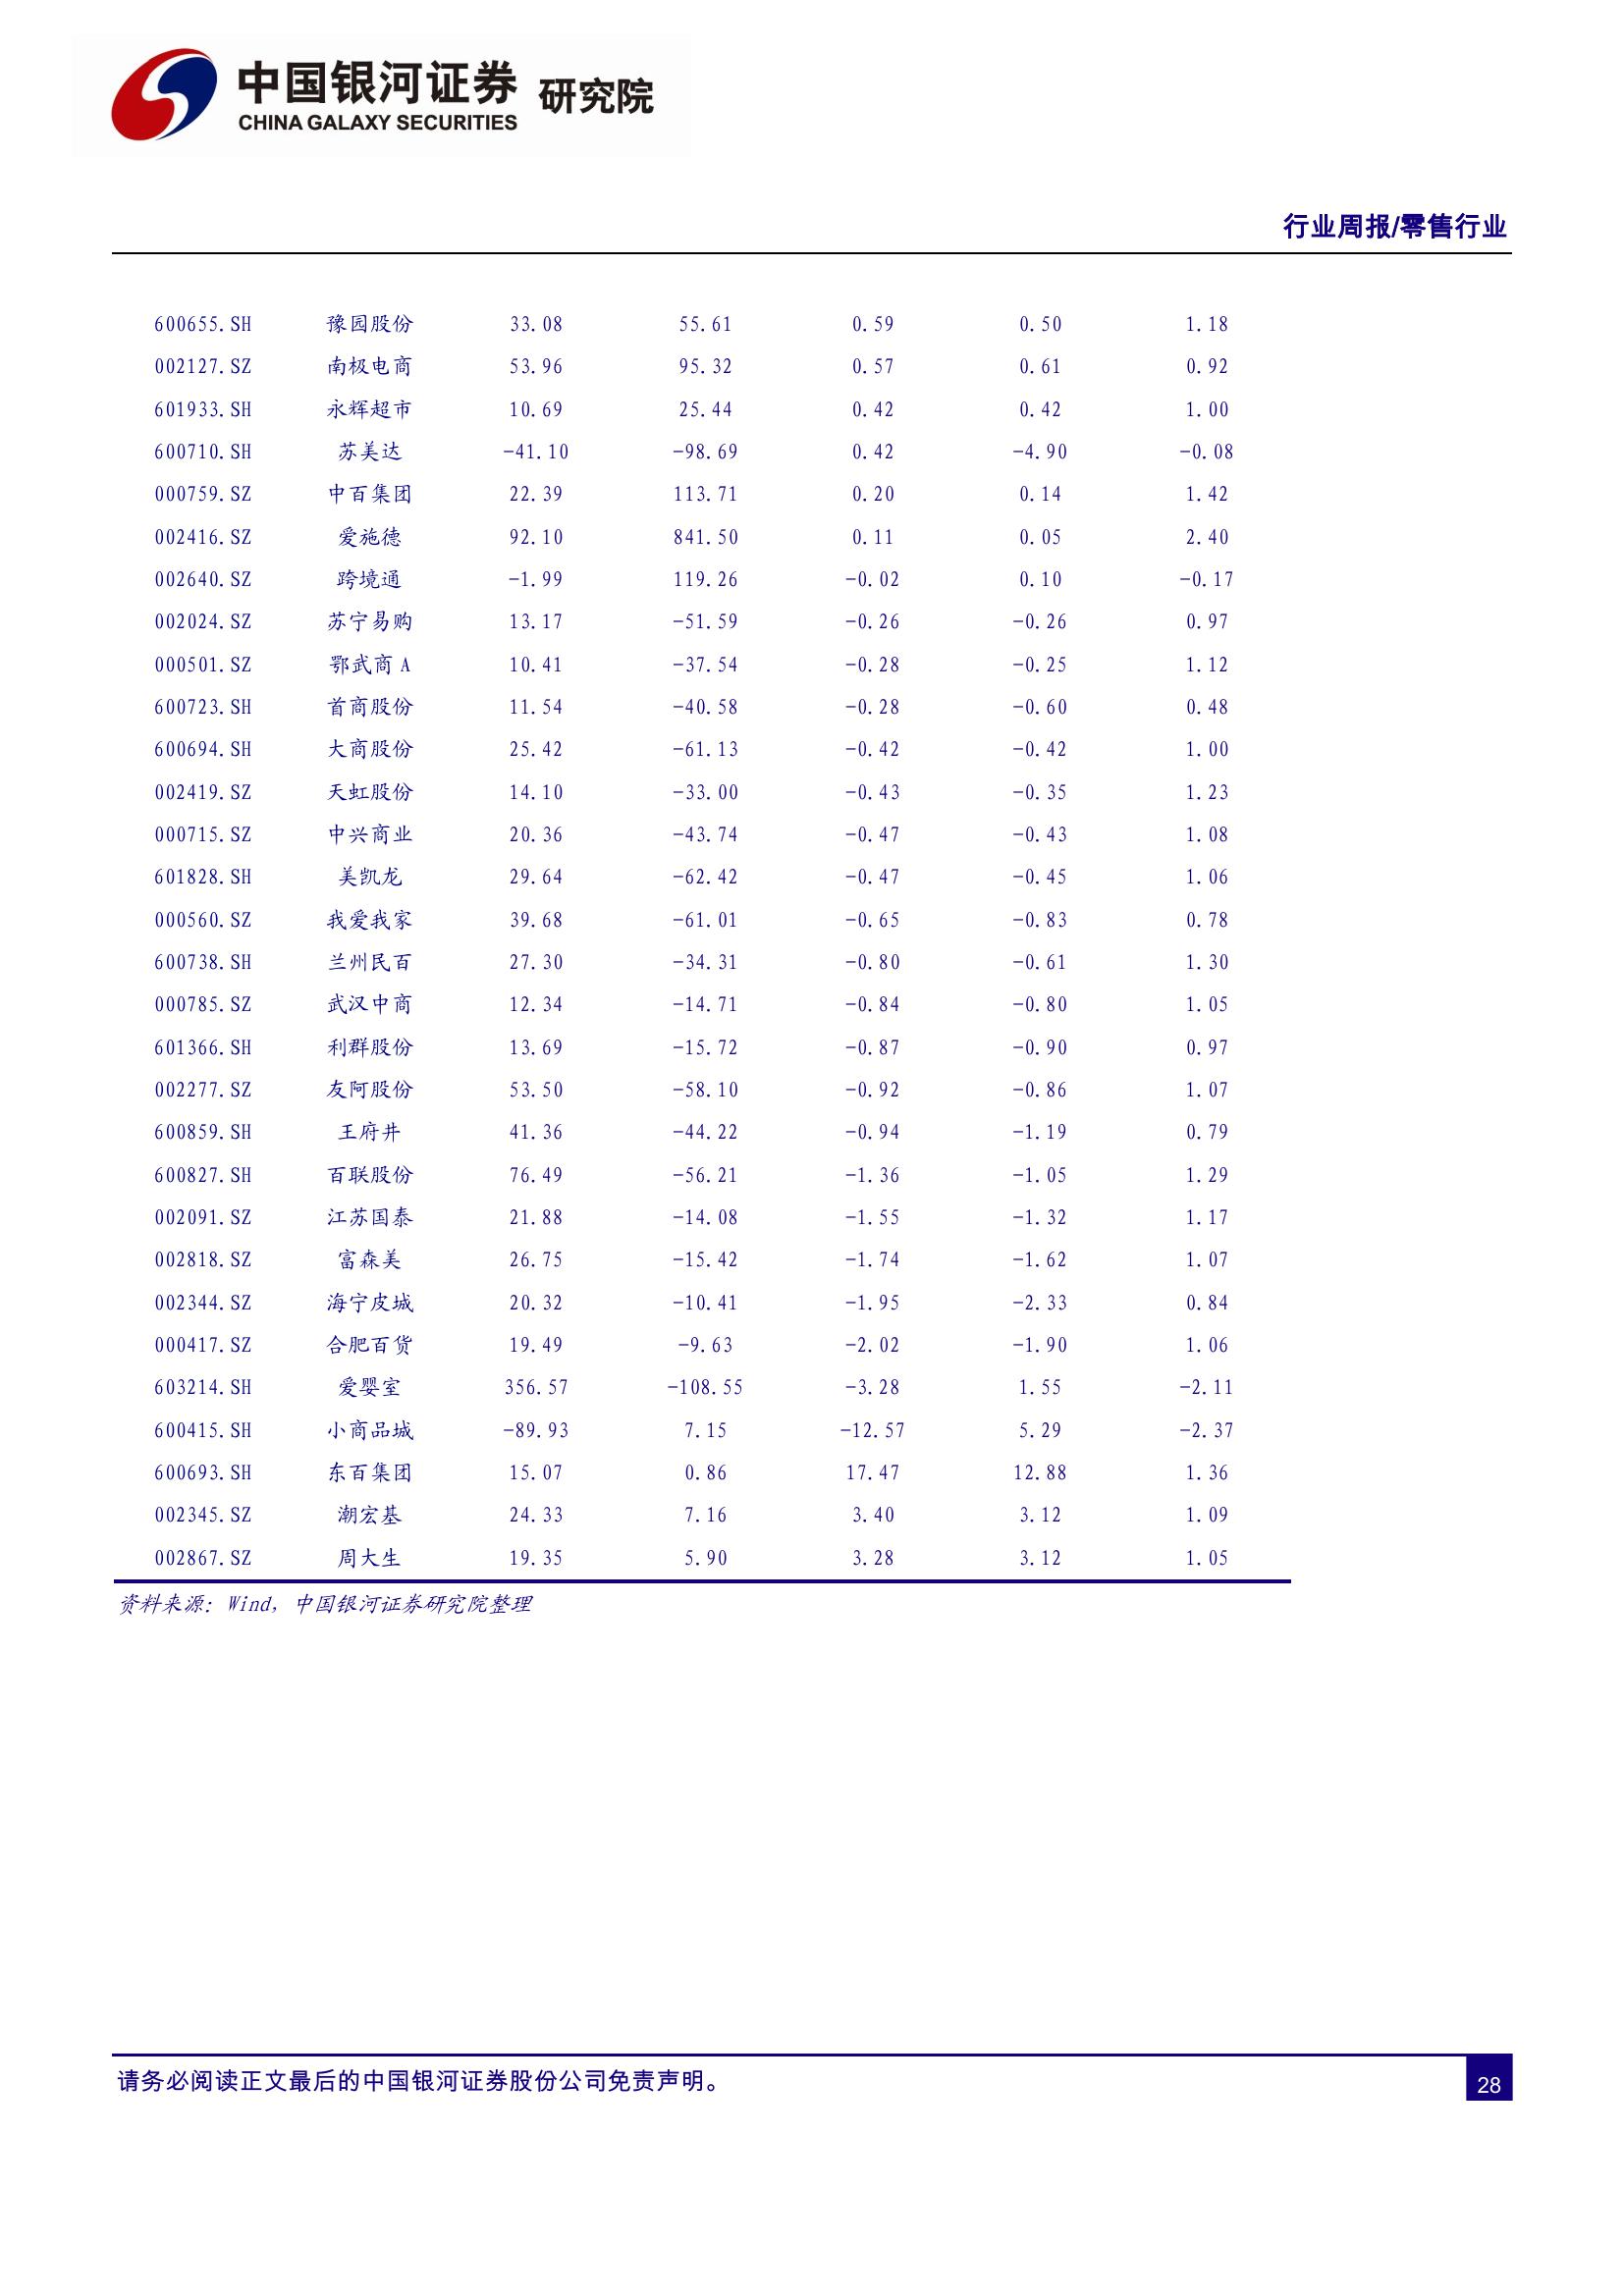 中国银河证券 研究院
CHINA GALAXY SECURITIES
行业周报/零售行业
600655.SH 豫园股份 33.08 55.61 0.59 0.50 1.18
002127.SZ 南极电商 53.96 95.32 0.57 0.61 0.92
601933.SH 永辉超市 10.69 25.44 0.42 0.42 1.00
600710.SH 苏美达 -41.10 -98.69 0.42 -4.90 -0.08
000759.SZ 中百集团 22.39 113.71 0.20 0.14 1.42
002416.SZ 爱施德 92.10 841.50 0.11 0.05 2.40
002640.SZ 跨境通 -1.99 119.26 -0.02 0.10 -0.17
002024.SZ 苏宁易购 13.17 -51.59 -0.26 -0.26 0.97
000501.SZ 鄂武商 A 10.41 -37.54 -0.28 -0.25 1.12
600723.SH 首商股份 11.54 -40.58 -0.28 -0.60 0.48
600694.SH 大商股份 25.42 -61.13 -0.42 -0.42 1.00
002419.SZ 天虹股份 14.10 -33.00 -0.43 -0.35 1.23
000715.SZ 中兴商业 20.36 -43.74 -0.47 -0.43 1.08
601828.SH 美凯龙 29.64 -62.42 -0.47 -0.45 1.06
000560.SZ 我爱我家 39.68 -61.01 -0.65 -0.83 0.78
600738.SH 兰州民百 27.30 -34.31 -0.80 -0.61 1.30
000785.SZ 武汉中商 12.34 -14.71 -0.84 -0.80 1.05
601366.SH 利群股份 13.69 -15.72 -0.87 -0.90 0.97
002277.SZ 友阿股份 53.50 -58.10 -0.92 -0.86 1.07
600859.SH 王府井 41.36 -44.22 -0.94 -1.19 0.79
600827.SH 百联股份 76.49 -56.21 -1.36 -1.05 1.29
002091.SZ 江苏国泰 21.88 -14.08 -1.55 -1.32 1.17
002818.SZ 富森美 26.75 -15.42 -1.74 -1.62 1.07
002344.SZ 海宁皮城 20.32 -10.41 -1.95 -2.33 0.84
000417.SZ 合肥百货 19.49 -9.63 -2.02 -1.90 1.06
603214.SH 爱婴室 356.57 -108.55 -3.28 1.55 -2.11
600415.SH 小商品城 -89.93 7.15 -12.57 5.29 -2.37
600693.SH 东百集团 15.07 0.86 17.47 12.88 1.36
002345.SZ 潮宏基 24.33 7.16 3.40 3.12 1.09
002867.SZ 周大生 19.35 5.90 3.28 3.12 1.05
资料来源：Wind，中国银河证券研究院整理
请务必阅读正文最后的中国银河证券股份公司免责声明。
28